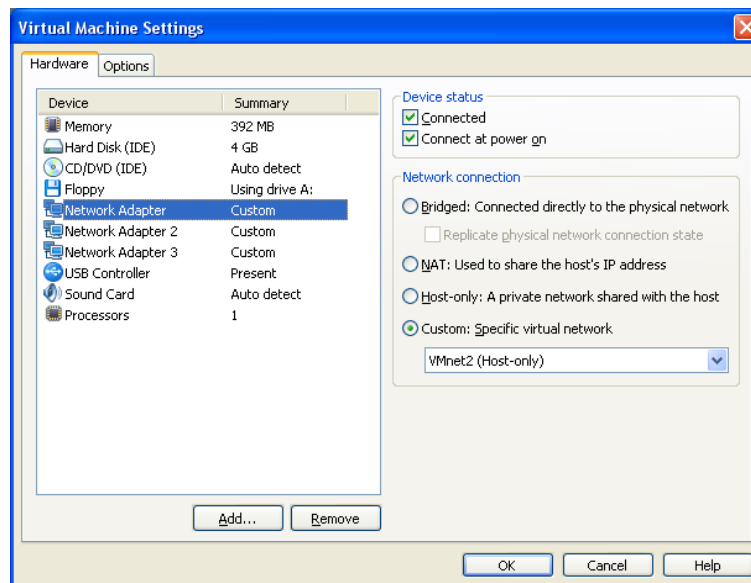 Virtual Machine Settings
Hardware Options
Device Summary
Memory 392 MB
Hard Disk (IDE) 4 GB
CD/DVD (IDE) Auto detect
Floppy Using drive A:
Network Adapter Custom
Network Adapter 2 Custom
Network Adapter 3 Custom
USB Controller Present
Sound Card Auto detect
Processors 1
Add... Remove
Device status
Connected
Connect at power on
Network connection
Bridged: Connected directly to the physical network
Replicate physical network connection state
NAT: Used to share the host's IP address
Host-only: A private network shared with the host
Custom: Specific virtual network
VMnet2 (Host-only)
OK Cancel Help